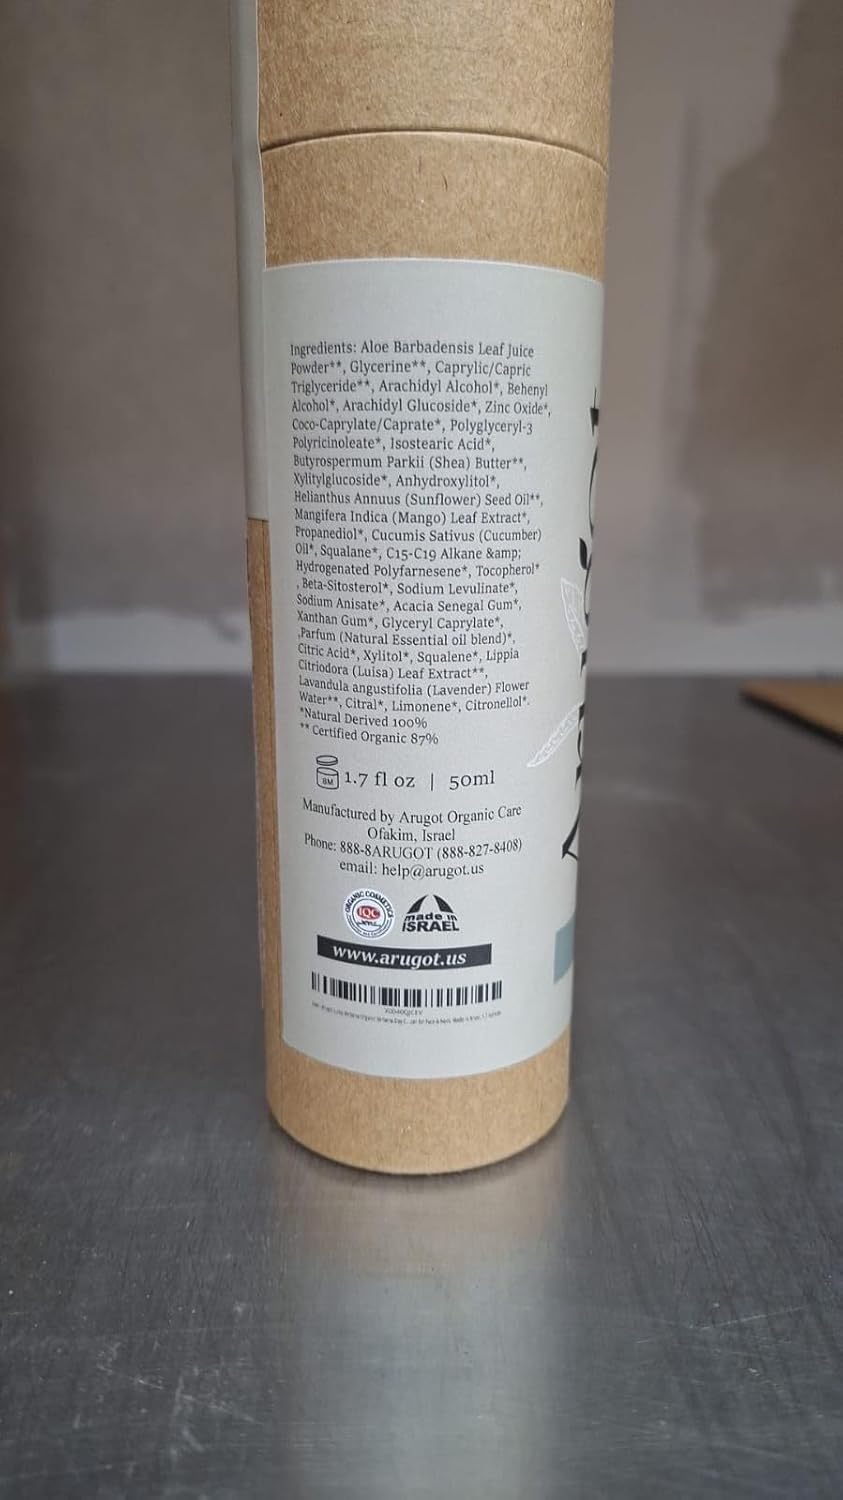 Ingredients: Aloe Barbadensis Leaf Juice
Powder**, Glycerine**, Caprylic/Capric
Triglyceride**, Arachidyl Alcohol*, Behenyl
Alcohol*, Arachidyl Glucoside*, Zinc Oxide*,
Coco-Caprylate/Caprate*, Polyglyceryl-3
Polyricinoleate*, Isostearic Acid*,
Butyrospermum Parkii (Shea) Butter**,
Xylitylglucoside*, Anhydroxylitol*,
Helianthus Annuus (Sunflower) Seed Oil**,
Mangifera Indica (Mango) Leaf Extract*,
Propanediol*, Cucumis Sativus (Cucumber)
Oil*, Squalane*, C15-C19 Alkane &amp;
Hydrogenated Polyfarnesene*, Tocopherol*
, Beta-Sitosterol*, Sodium Levulinate*,
Sodium Anisate*, Acacia Senegal Gum*,
Xanthan Gum*, Glyceryl Caprylate*,
,Parfum (Natural Essential oil blend)*,
Citric Acid*, Xylitol*, Squalene*, Lippia
Citriodora (Luisa) Leaf Extract**,
Lavandula angustifolia (Lavender) Flower
Water**, Citral*, Limonene*, Citronellol*.
*Natural Derived 100%
** Certified Organic 87%
8M 1.7 fl oz | 50ml
Manufactured by Arugot Organic Care
Ofakim, Israel
Phone: 888-8ARUGOT (888-827-8408)
email: help@arugot.us
ORGANIC COSMETICS
IQC
made in
ISRAEL
www.arugot.us